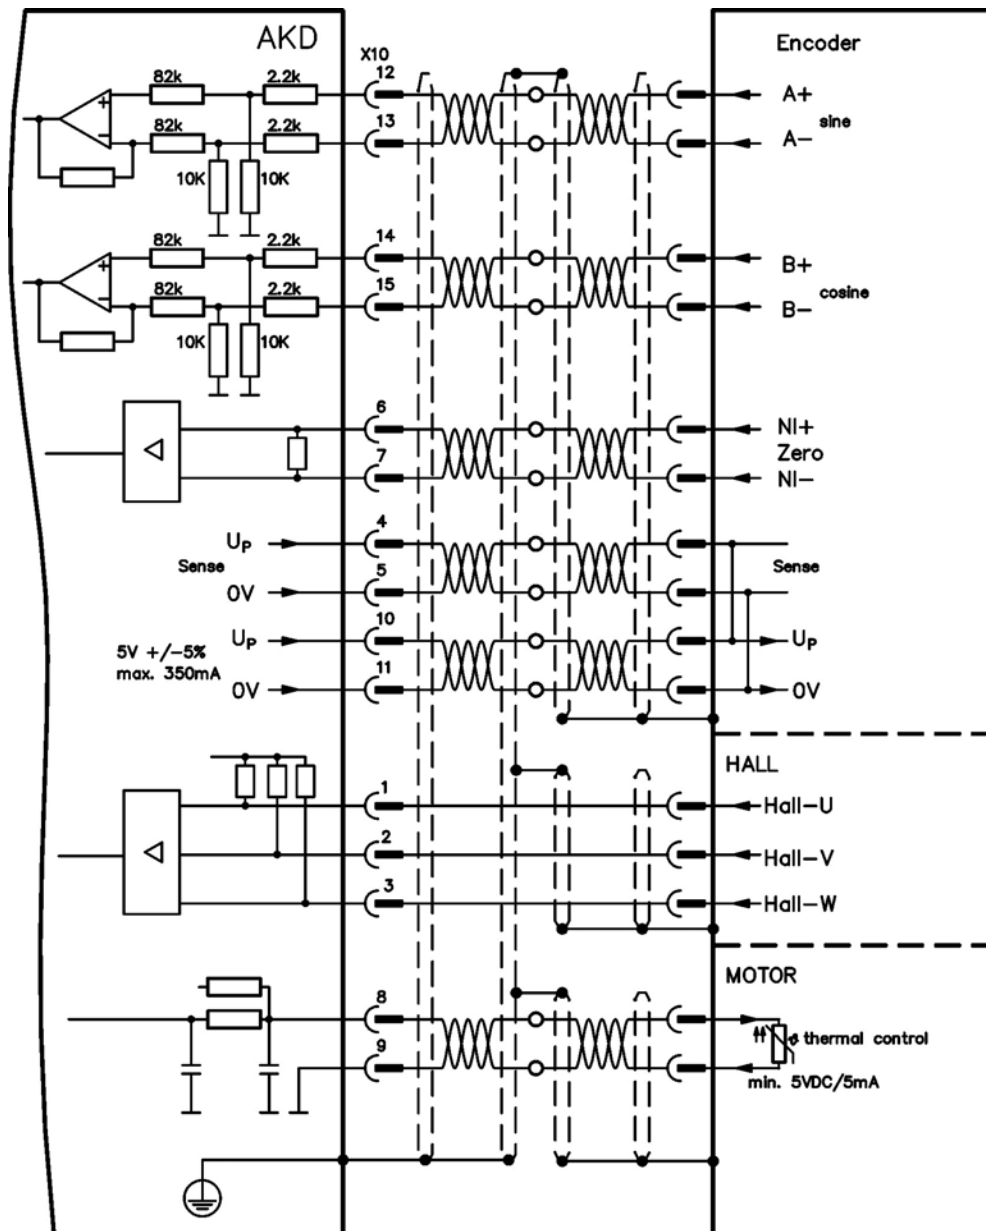 AKD
X10
Encoder
82k
2.2k
12
A+
sine
82k
2.2k
13
A-
10K
10K
82k
2.2k
14
B+
cosine
82k
2.2k
15
B-
10K
10K
6
NI+
Zero
7
NI-
UP
4
Sense
Sense
0V
5
UP
10
UP
5V +/-5%
max. 350mA
0V
11
0V
HALL
1
Hall-U
2
Hall-V
3
Hall-W
MOTOR
8
ϑ thermal control
9
min. 5VDC/5mA